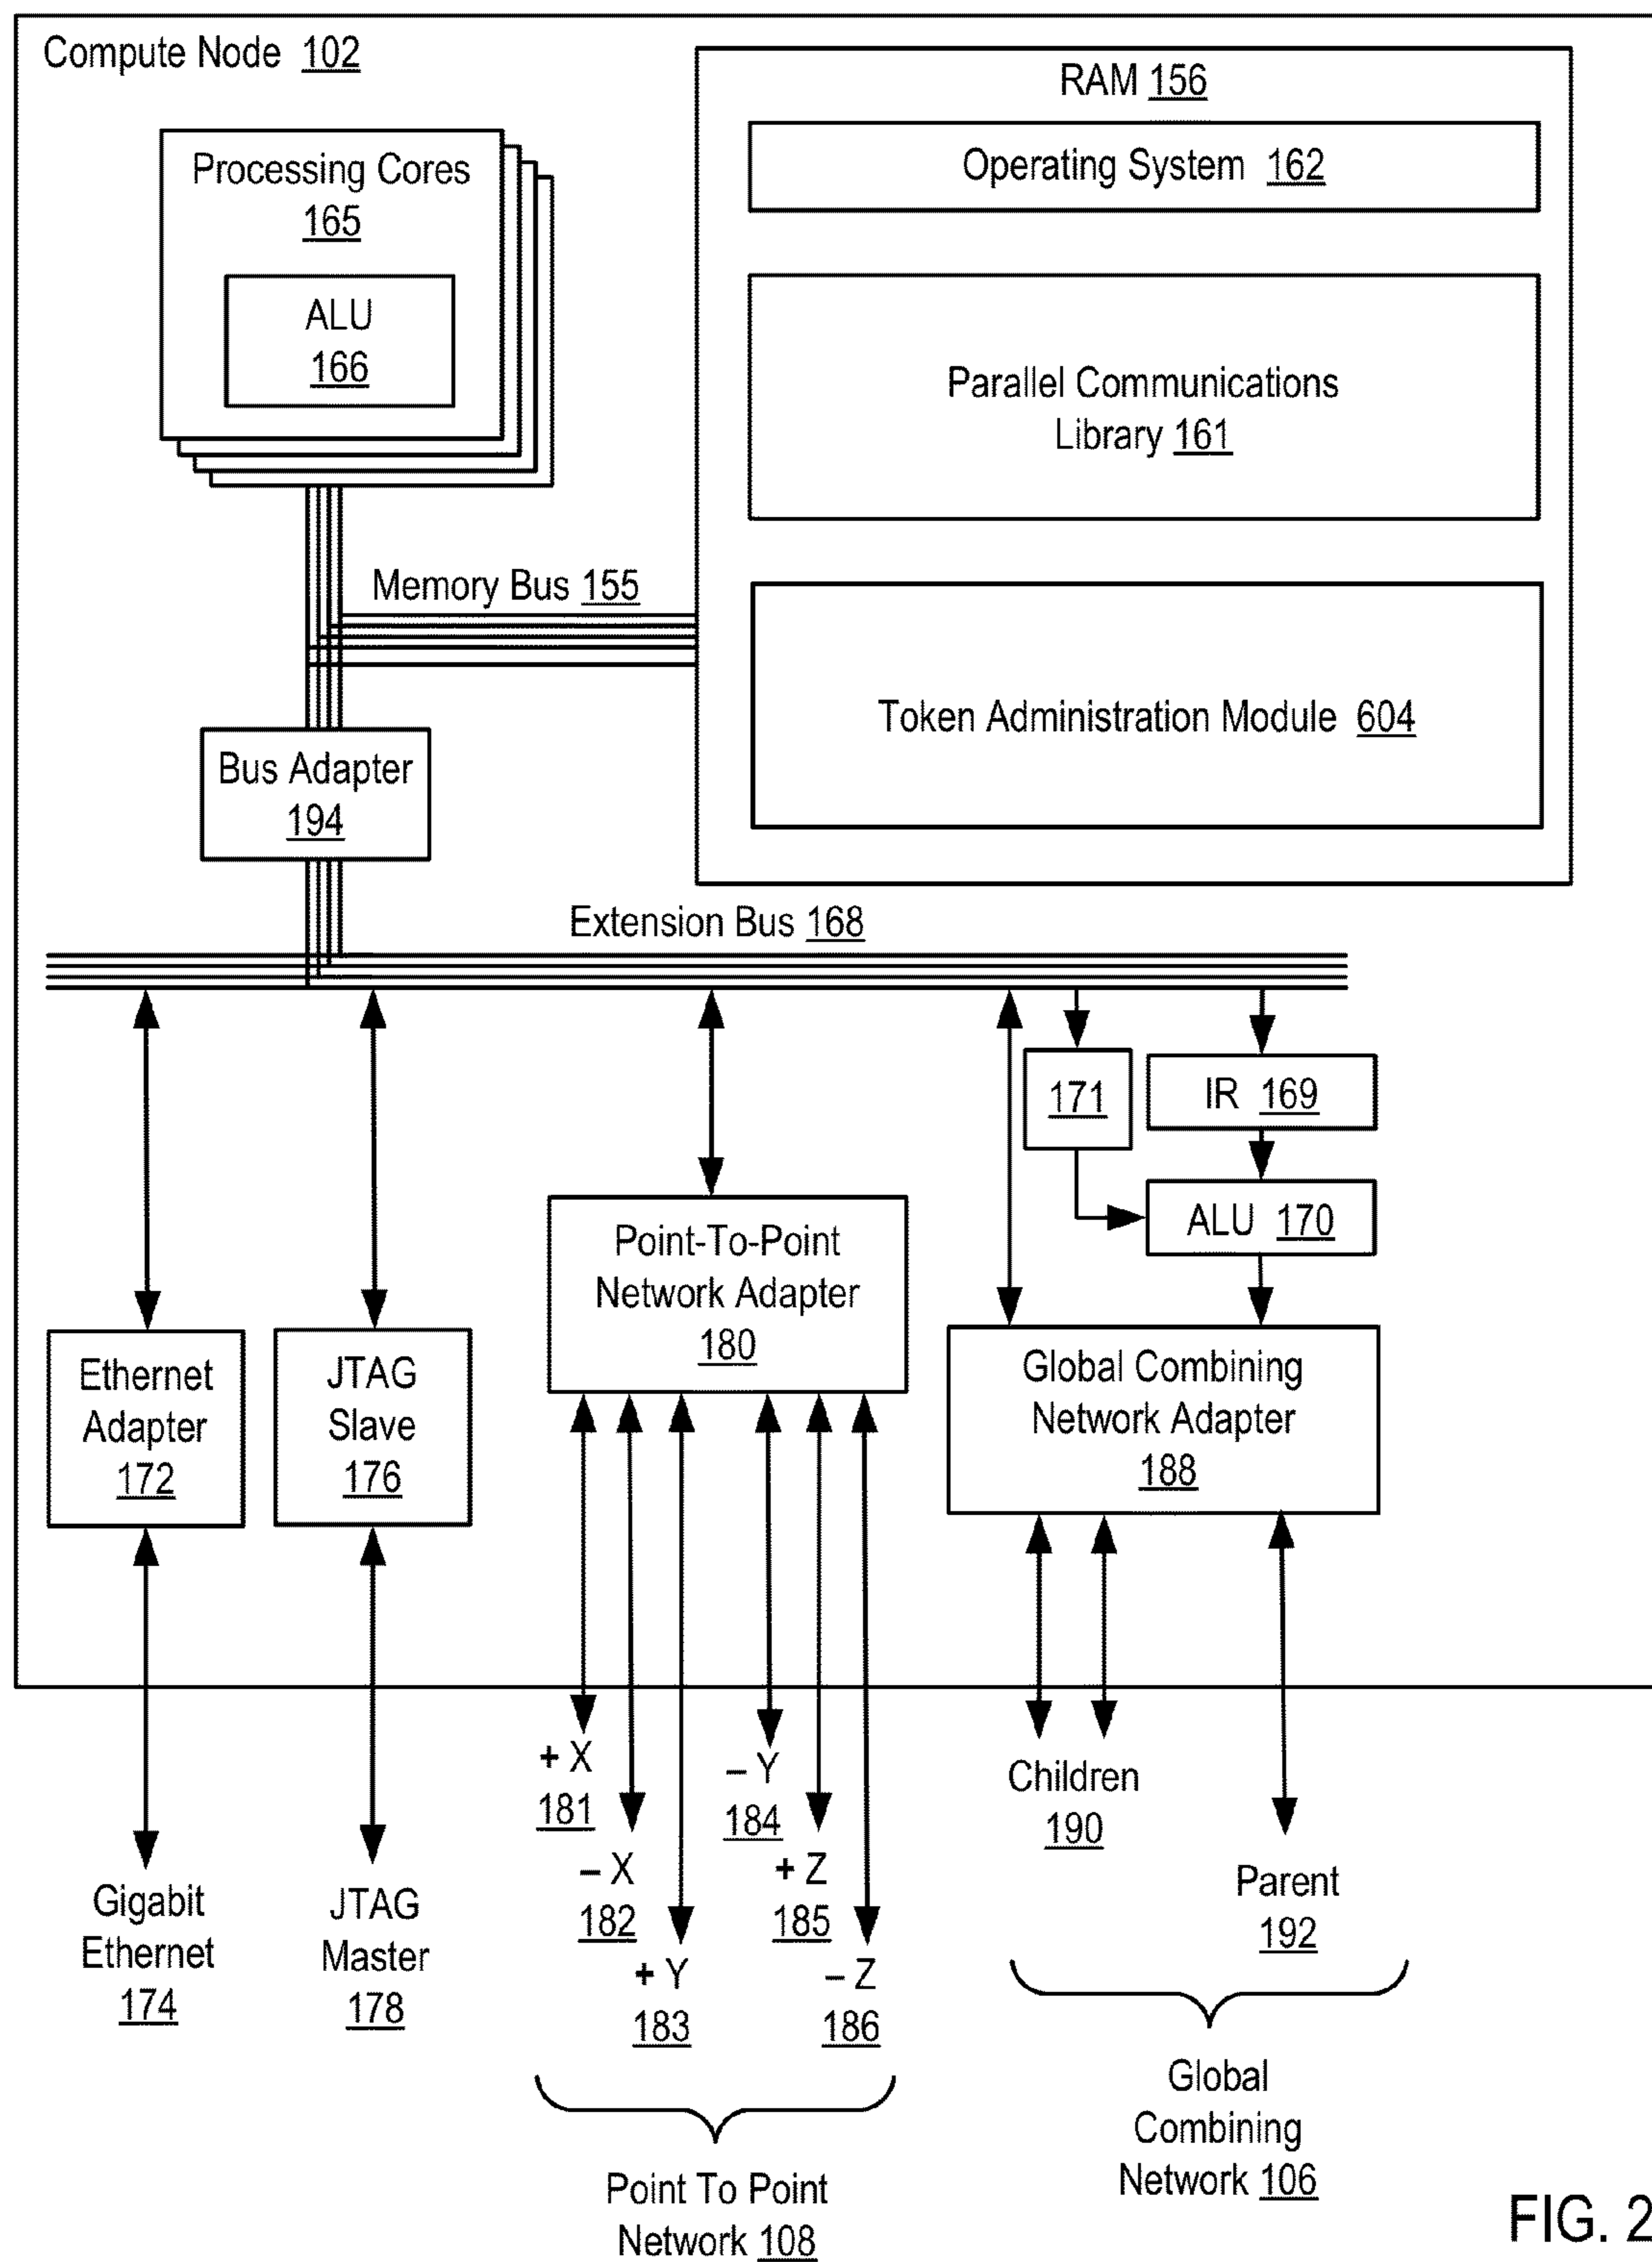 Compute Node 102
RAM 156
Operating System 162
Processing Cores
165
ALU
166
Parallel Communications
Library 161
Memory Bus 155
Token Administration Module 604
Bus Adapter
194
Extension Bus 168
171
IR 169
ALU 170
Point-To-Point
Network Adapter
180
Ethernet
Adapter
172
JTAG
Slave
176
Global Combining
Network Adapter
188
+ X
181
– X
182
+ Y
183
– Y
184
+ Z
185
– Z
186
Children
190
Parent
192
Gigabit
Ethernet
174
JTAG
Master
178
Point To Point
Network 108
Global
Combining
Network 106
FIG. 2